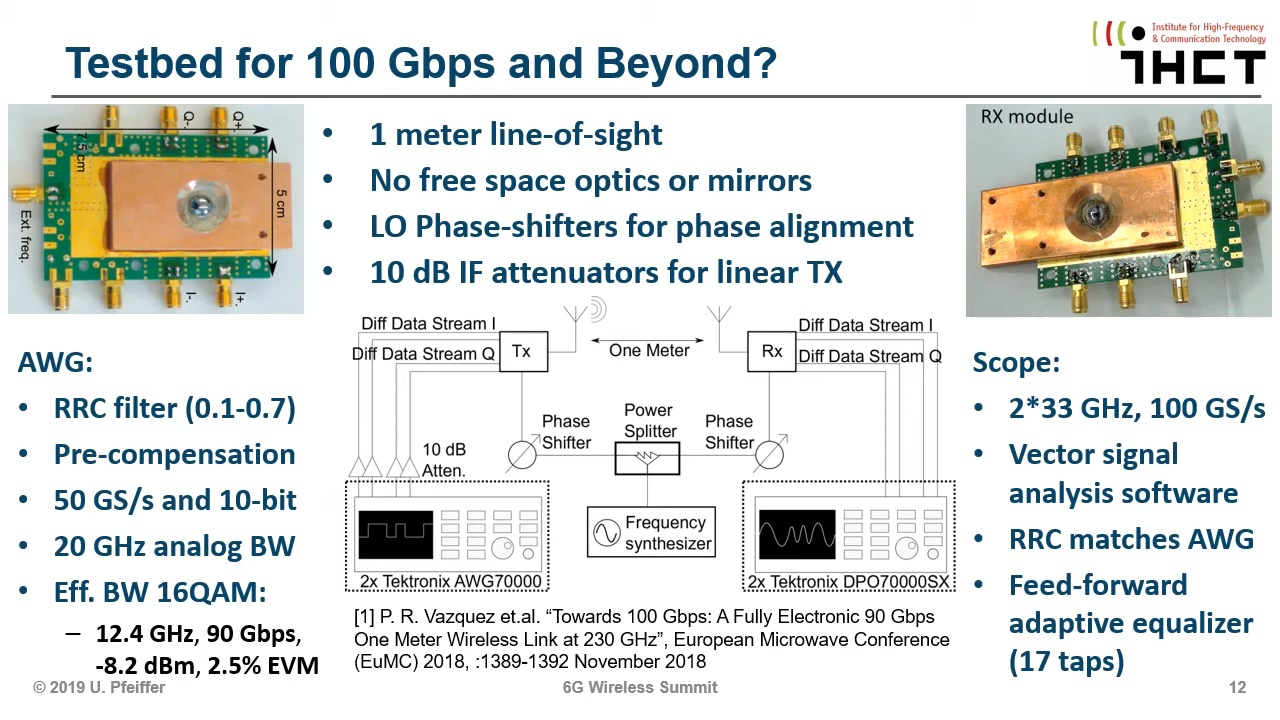 Testbed for 100 Gbps and Beyond?
Institute for High-Frequency
& Communication Technology
IHCT
Q-.
Q+.
7.5 cm
5 cm
Ext. freq.
I-.
I+.
• 1 meter line-of-sight
• No free space optics or mirrors
• LO Phase-shifters for phase alignment
• 10 dB IF attenuators for linear TX
RX module
AWG:
• RRC filter (0.1-0.7)
• Pre-compensation
• 50 GS/s and 10-bit
• 20 GHz analog BW
• Eff. BW 16QAM:
– 12.4 GHz, 90 Gbps,
-8.2 dBm, 2.5% EVM
Diff Data Stream I
Diff Data Stream Q
Tx
One Meter
Rx
Diff Data Stream I
Diff Data Stream Q
10 dB
Atten.
Phase
Shifter
Power
Splitter
Phase
Shifter
Frequency
synthesizer
2x Tektronix AWG70000
2x Tektronix DPO70000SX
[1] P. R. Vazquez et.al. “Towards 100 Gbps: A Fully Electronic 90 Gbps
One Meter Wireless Link at 230 GHz”, European Microwave Conference
(EuMC) 2018, :1389-1392 November 2018
Scope:
• 2*33 GHz, 100 GS/s
• Vector signal
analysis software
• RRC matches AWG
• Feed-forward
adaptive equalizer
(17 taps)
© 2019 U. Pfeiffer
6G Wireless Summit
12